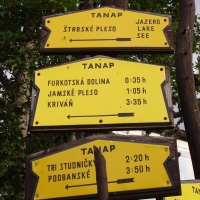 TANAP
ŠTRBSKÉ PLESO
JAZERO
LAKE
SEE
TANAP
FURKOTSKÁ DOLINA 0:35 h
JAMSKÉ PLESO 1:05 h
KRIVÁŇ 3:35 h
TANAP
TRI STUDNIČKY 2:20 h
PODBANSKÉ 3:50 h